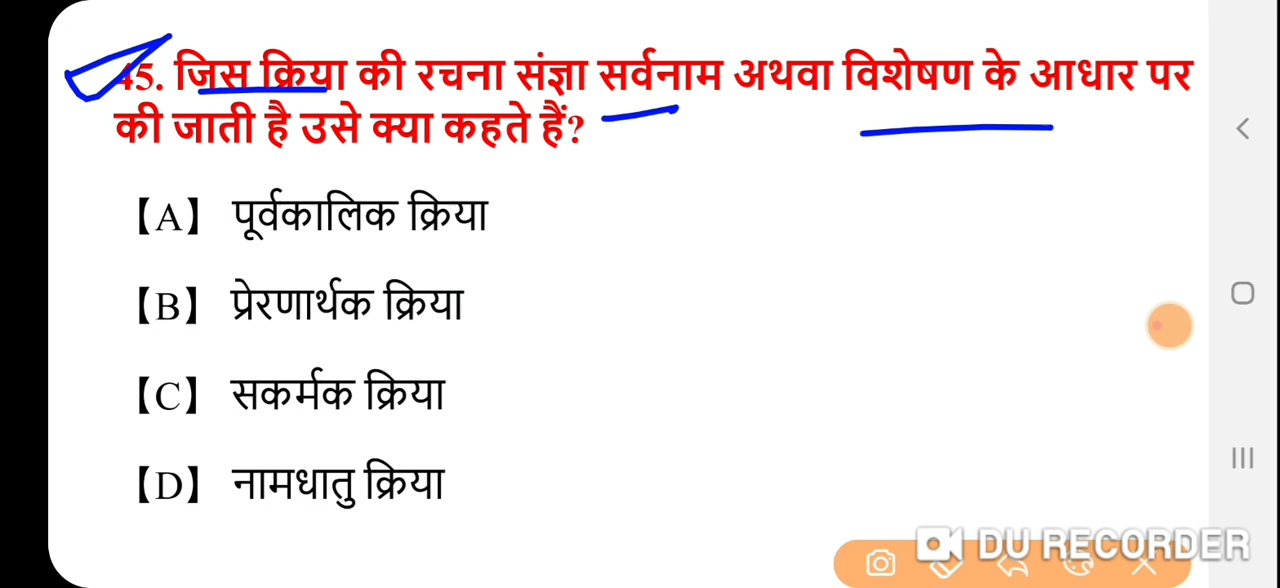 45. जिस क्रिया की रचना संज्ञा सर्वनाम अथवा विशेषण के आधार पर
की जाती है उसे क्या कहते हैं?
【A】 पूर्वकालिक क्रिया
【B】 प्रेरणार्थक क्रिया
【C】 सकर्मक क्रिया
【D】 नामधातु क्रिया
DU RECORDER